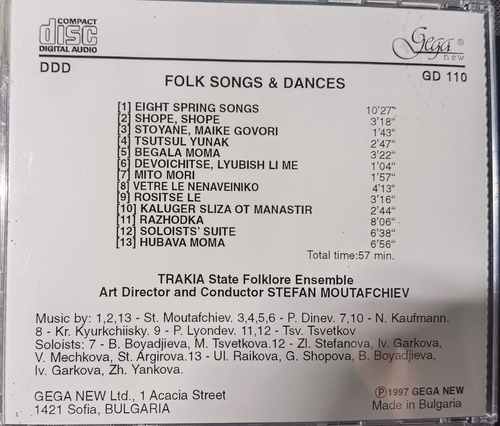 COMPACT
disc
DIGITAL AUDIO
Gega ®
new
DDD
GD 110
FOLK SONGS & DANCES
[1] EIGHT SPRING SONGS 10'27"
[2] SHOPE, SHOPE 3'18"
[3] STOYANE, MAIKE GOVORI 1'43"
[4] TSUTSUL YUNAK 2'47"
[5] BEGALA MOMA 3'22"
[6] DEVOICHITSE, LYUBISH LI ME 1'04"
[7] MITO MORI 1'57"
[8] VETRE LE NENAVEINIKO 4'13"
[9] ROSITSE LE 3'16"
[10] KALUGER SLIZA OT MANASTIR 2'44"
[11] RAZHODKA 8'06"
[12] SOLOISTS' SUITE 6'38"
[13] HUBAVA MOMA 6'56"
Total time:57 min.
TRAKIA State Folklore Ensemble
Art Director and Conductor STEFAN MOUTAFCHIEV
Music by: 1,2,13 - St. Moutafchiev. 3,4,5,6 - P. Dinev. 7,10 - N. Kaufmann.
8 - Kr. Kyurkchiisky. 9 - P. Lyondev. 11,12 - Tsv. Tsvetkov
Soloists: 7 - B. Boyadjieva, M. Tsvetkova.12 - Zl. Stefanova, Iv. Garkova,
V. Mechkova, St. Argirova.13 - Ul. Raikova, G. Shopova, B. Boyadjieva,
Iv. Garkova, Zh. Yankova.
GEGA NEW Ltd., 1 Acacia Street
1421 Sofia, BULGARIA
Ⓟ1997 GEGA NEW
Made in Bulgaria